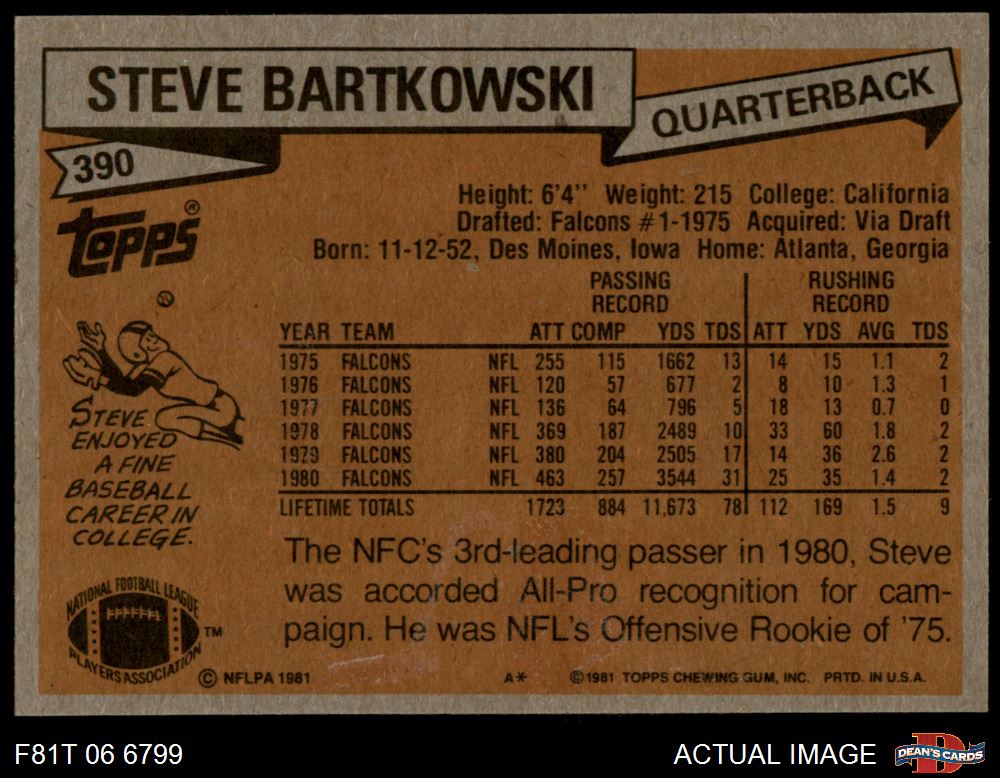 STEVE BARTKOWSKI
QUARTERBACK
390
TOPPS®
Height: 6'4'' Weight: 215 College: California
Drafted: Falcons #1-1975 Acquired: Via Draft
Born: 11-12-52, Des Moines, Iowa Home: Atlanta, Georgia
PASSING RECORD RUSHING RECORD
YEAR TEAM ATT COMP YDS TDS ATT YDS AVG TDS
1975 FALCONS NFL 255 115 1662 13 14 15 1.1 2
1976 FALCONS NFL 120 57 677 2 8 10 1.3 1
1977 FALCONS NFL 136 64 796 5 18 13 0.7 0
1978 FALCONS NFL 369 187 2489 10 33 60 1.8 2
1979 FALCONS NFL 380 204 2505 17 14 36 2.6 2
1980 FALCONS NFL 463 257 3544 31 25 35 1.4 2
LIFETIME TOTALS 1723 884 11,673 78 112 169 1.5 9
STEVE
ENJOYED
A FINE
BASEBALL
CAREER IN
COLLEGE.
The NFC's 3rd-leading passer in 1980, Steve
was accorded All-Pro recognition for cam-
paign. He was NFL's Offensive Rookie of '75.
NATIONAL FOOTBALL LEAGUE
PLAYERS ASSOCIATION
TM
© NFLPA 1981 A* ©1981 TOPPS CHEWING GUM, INC. PRTD. IN U.S.A.
F81T 06 6799 ACTUAL IMAGE
D
DEAN'S CARDS